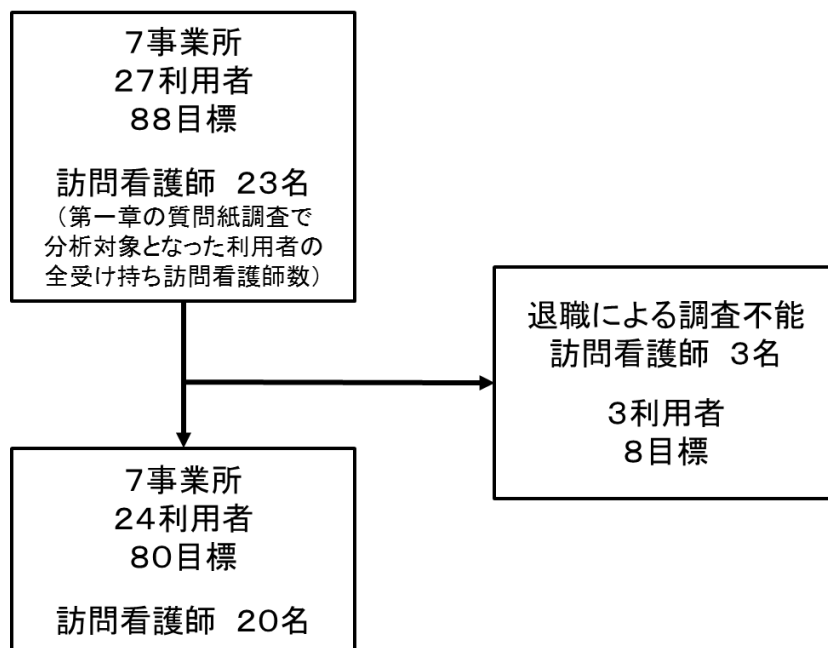 7事業所
27利用者
88目標
訪問看護師 23名
（第一章の質問紙調査で
分析対象となった利用者の
全受け持ち訪問看護師数）
退職による調査不能
訪問看護師 3名
3利用者
8目標
7事業所
24利用者
80目標
訪問看護師 20名